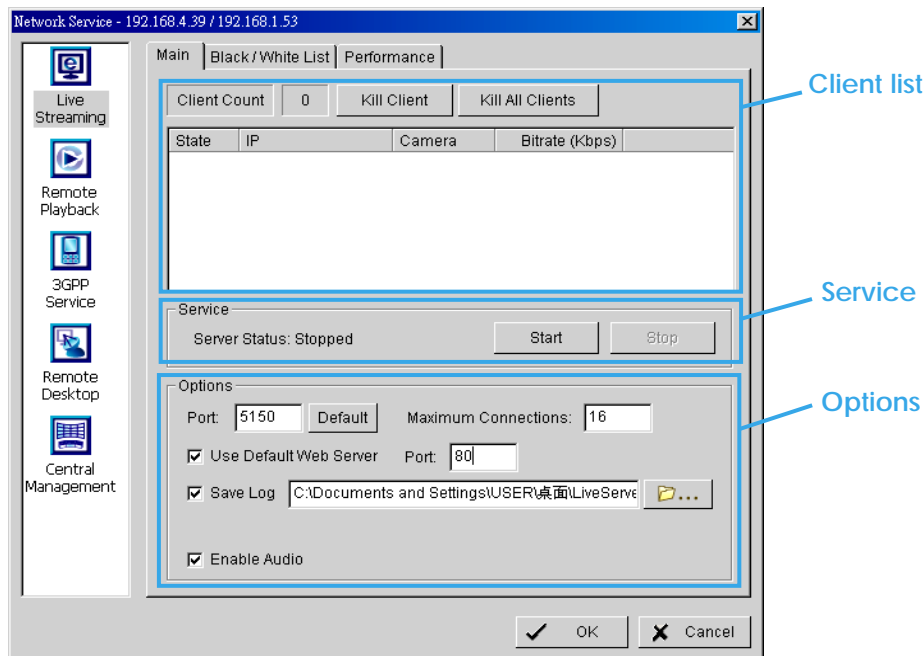 Network Service - 192.168.4.39 / 192.168.1.53
Live
Streaming
Remote
Playback
3GPP
Service
Remote
Desktop
Central
Management
Main
Black / White List
Performance
Client Count
0
Kill Client
Kill All Clients
State
IP
Camera
Bitrate (Kbps)
Service
Server Status: Stopped
Start
Stop
Options
Port:
5150
Default
Maximum Connections:
16
Use Default Web Server
Port:
80
Save Log
C:\Documents and Settings\USER\桌面\LiveServe
...
Enable Audio
OK
Cancel
Client list
Service
Options